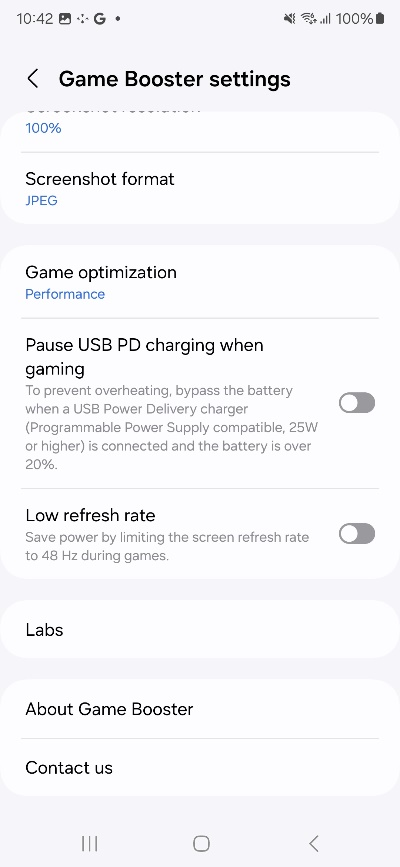 10:42
100%
Game Booster settings
100%
Screenshot format
JPEG
Game optimization
Performance
Pause USB PD charging when
gaming
To prevent overheating, bypass the battery
when a USB Power Delivery charger
(Programmable Power Supply compatible, 25W
or higher) is connected and the battery is over
20%.
Low refresh rate
Save power by limiting the screen refresh rate
to 48 Hz during games.
Labs
About Game Booster
Contact us